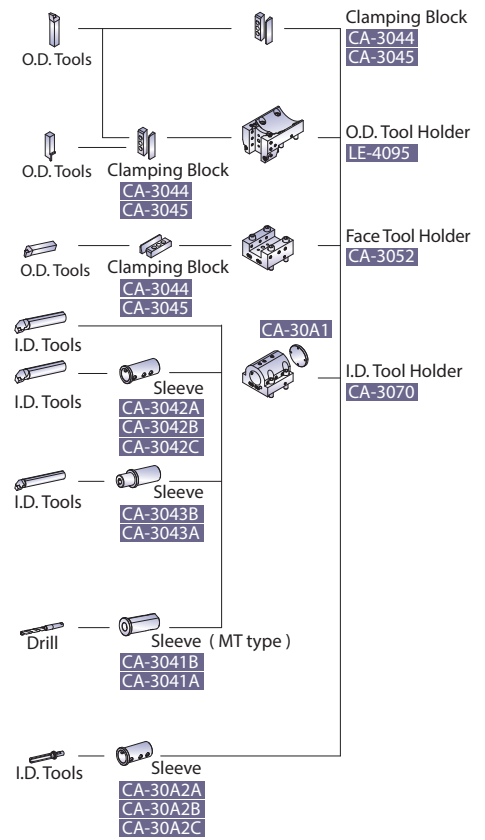 Clamping Block
CA-3044
CA-3045
O.D. Tools
O.D. Tool Holder
LE-4095
O.D. Tools
Clamping Block
CA-3044
CA-3045
Face Tool Holder
CA-3052
O.D. Tools
Clamping Block
CA-3044
CA-3045
I.D. Tools
CA-30A1
I.D. Tool Holder
CA-3070
I.D. Tools
Sleeve
CA-3042A
CA-3042B
CA-3042C
I.D. Tools
Sleeve
CA-3043B
CA-3043A
Drill
Sleeve ( MT type )
CA-3041B
CA-3041A
I.D. Tools
Sleeve
CA-30A2A
CA-30A2B
CA-30A2C